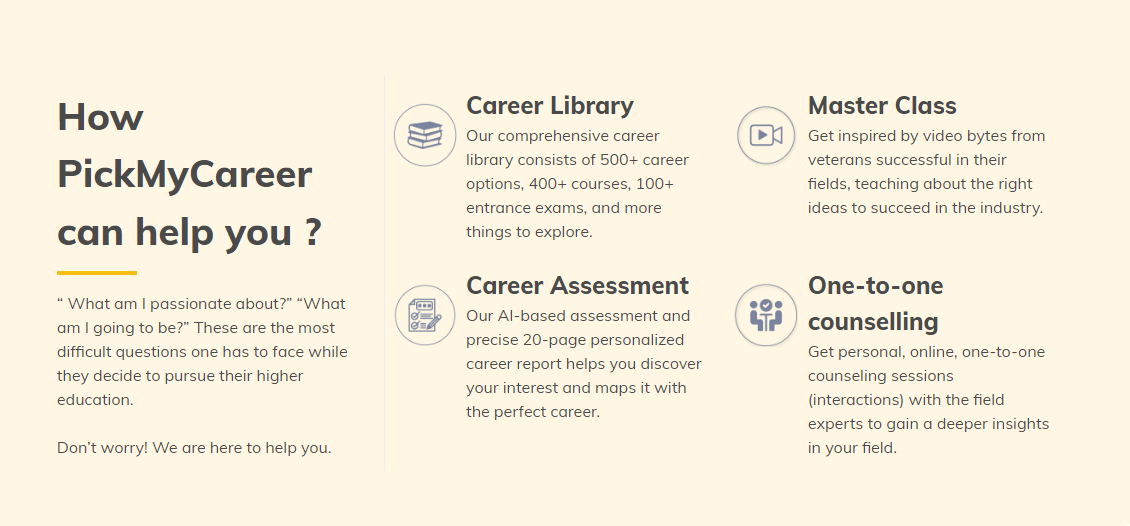 How
PickMyCareer
can help you ?
“ What am I passionate about?” “What
am I going to be?” These are the most
difficult questions one has to face while
they decide to pursue their higher
education.
Don’t worry! We are here to help you.
Career Library
Our comprehensive career
library consists of 500+ career
options, 400+ courses, 100+
entrance exams, and more
things to explore.
Master Class
Get inspired by video bytes from
veterans successful in their
fields, teaching about the right
ideas to succeed in the industry.
Career Assessment
Our AI-based assessment and
precise 20-page personalized
career report helps you discover
your interest and maps it with
the perfect career.
One-to-one
counselling
Get personal, online, one-to-one
counseling sessions
(interactions) with the field
experts to gain a deeper insights
in your field.